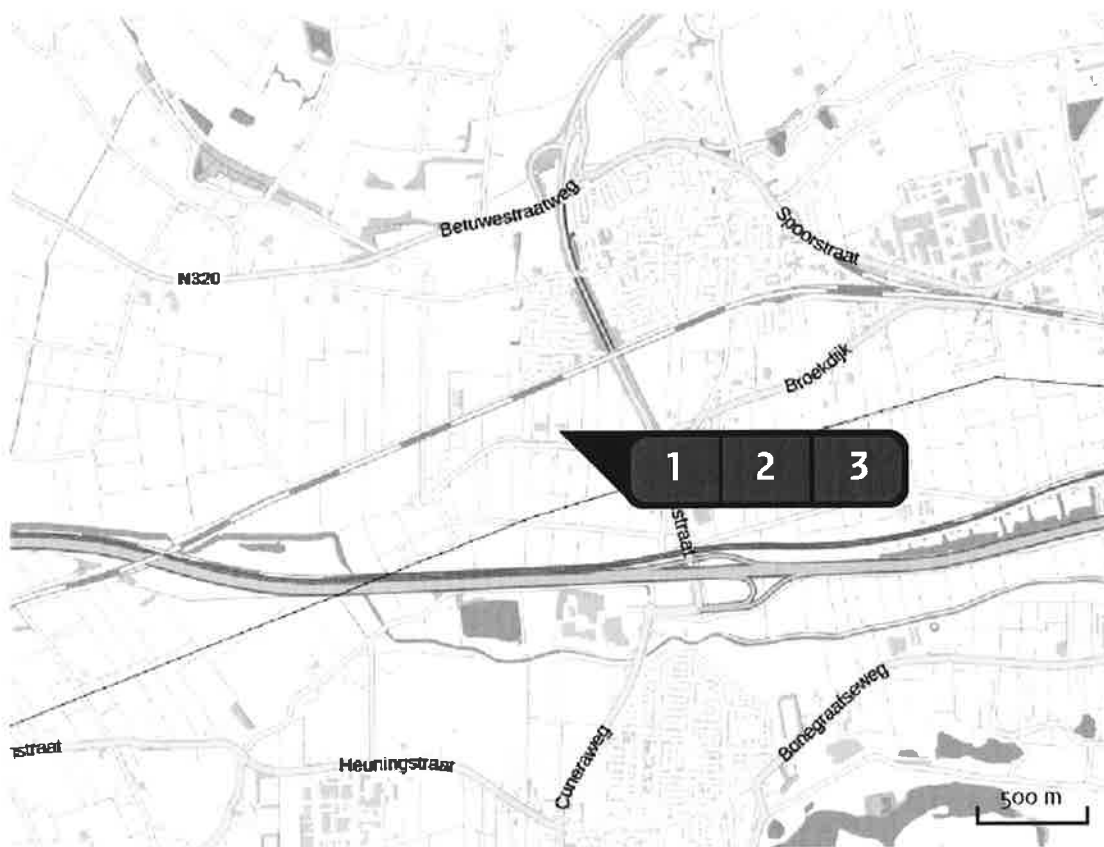 Betuwestraatweg
Spoorstraat
N320
Broekdijk
1 2 3
straat
straat
Bonegraafseweg
Heuningstraat
Cuneraweg
500 m